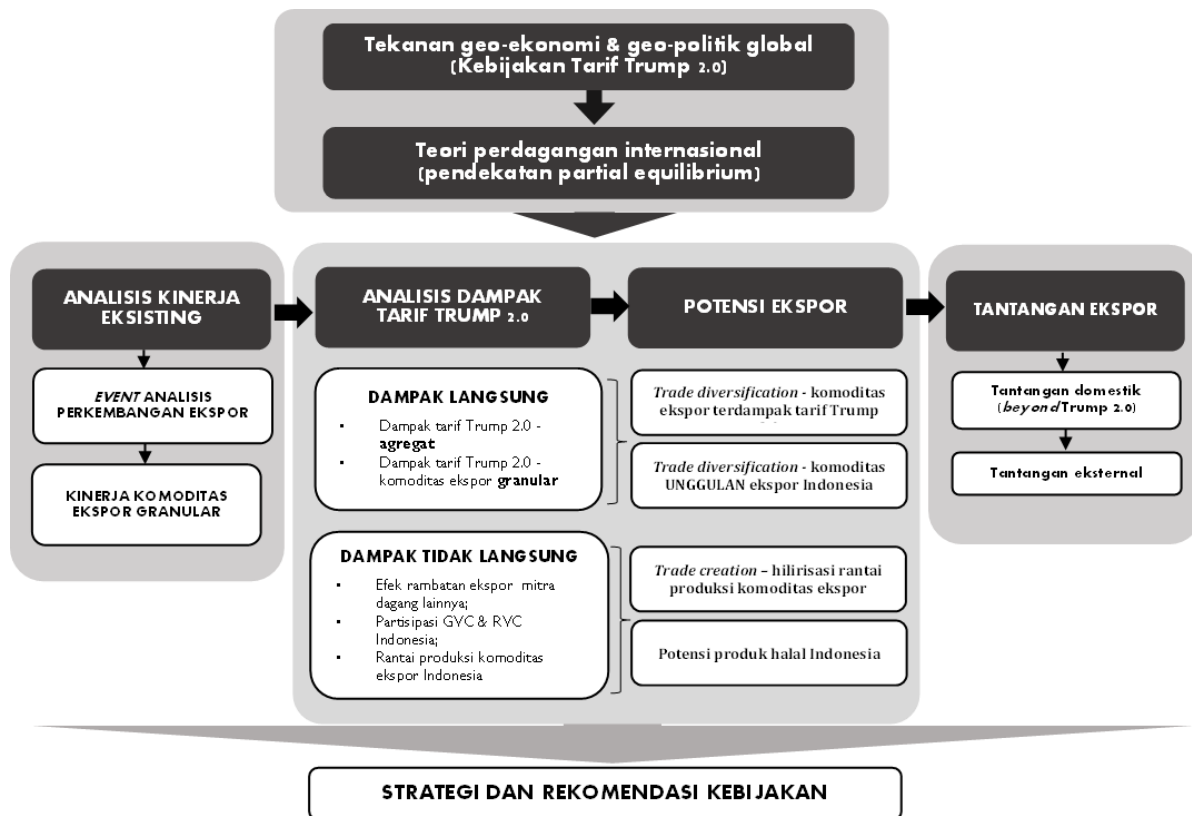 Tekanan geo-ekonomi & geo-politik global
(Kebijakan Tarif Trump 2.0)
Teori perdagangan internasional
(pendekatan partial equilibrium)
ANALISIS KINERJA
EKSISTING
EVENT ANALISIS
PERKEMBANGAN EKSPOR
KINERJA KOMODITAS
EKSPOR GRANULAR
ANALISIS DAMPAK
TARIF TRUMP 2.0
DAMPAK LANGSUNG
▪ Dampak tarif Trump 2.0 -
agregat
▪ Dampak tarif Trump 2.0 -
komoditas ekspor granular
DAMPAK TIDAK LANGSUNG
▪ Efek rambatan ekspor mitra
dagang lainnya;
▪ Partisipasi GVC & RVC
Indonesia;
▪ Rantai produksi komoditas
ekspor Indonesia
POTENSI EKSPOR
Trade diversification - komoditas
ekspor terdampak tarif Trump
Trade diversification - komoditas
UNGGULAN ekspor Indonesia
Trade creation – hilirisasi rantai
produksi komoditas ekspor
Potensi produk halal Indonesia
TANTANGAN EKSPOR
Tantangan domestik
(beyond Trump 2.0)
Tantangan eksternal
STRATEGI DAN REKOMENDASI KEBIJAKAN